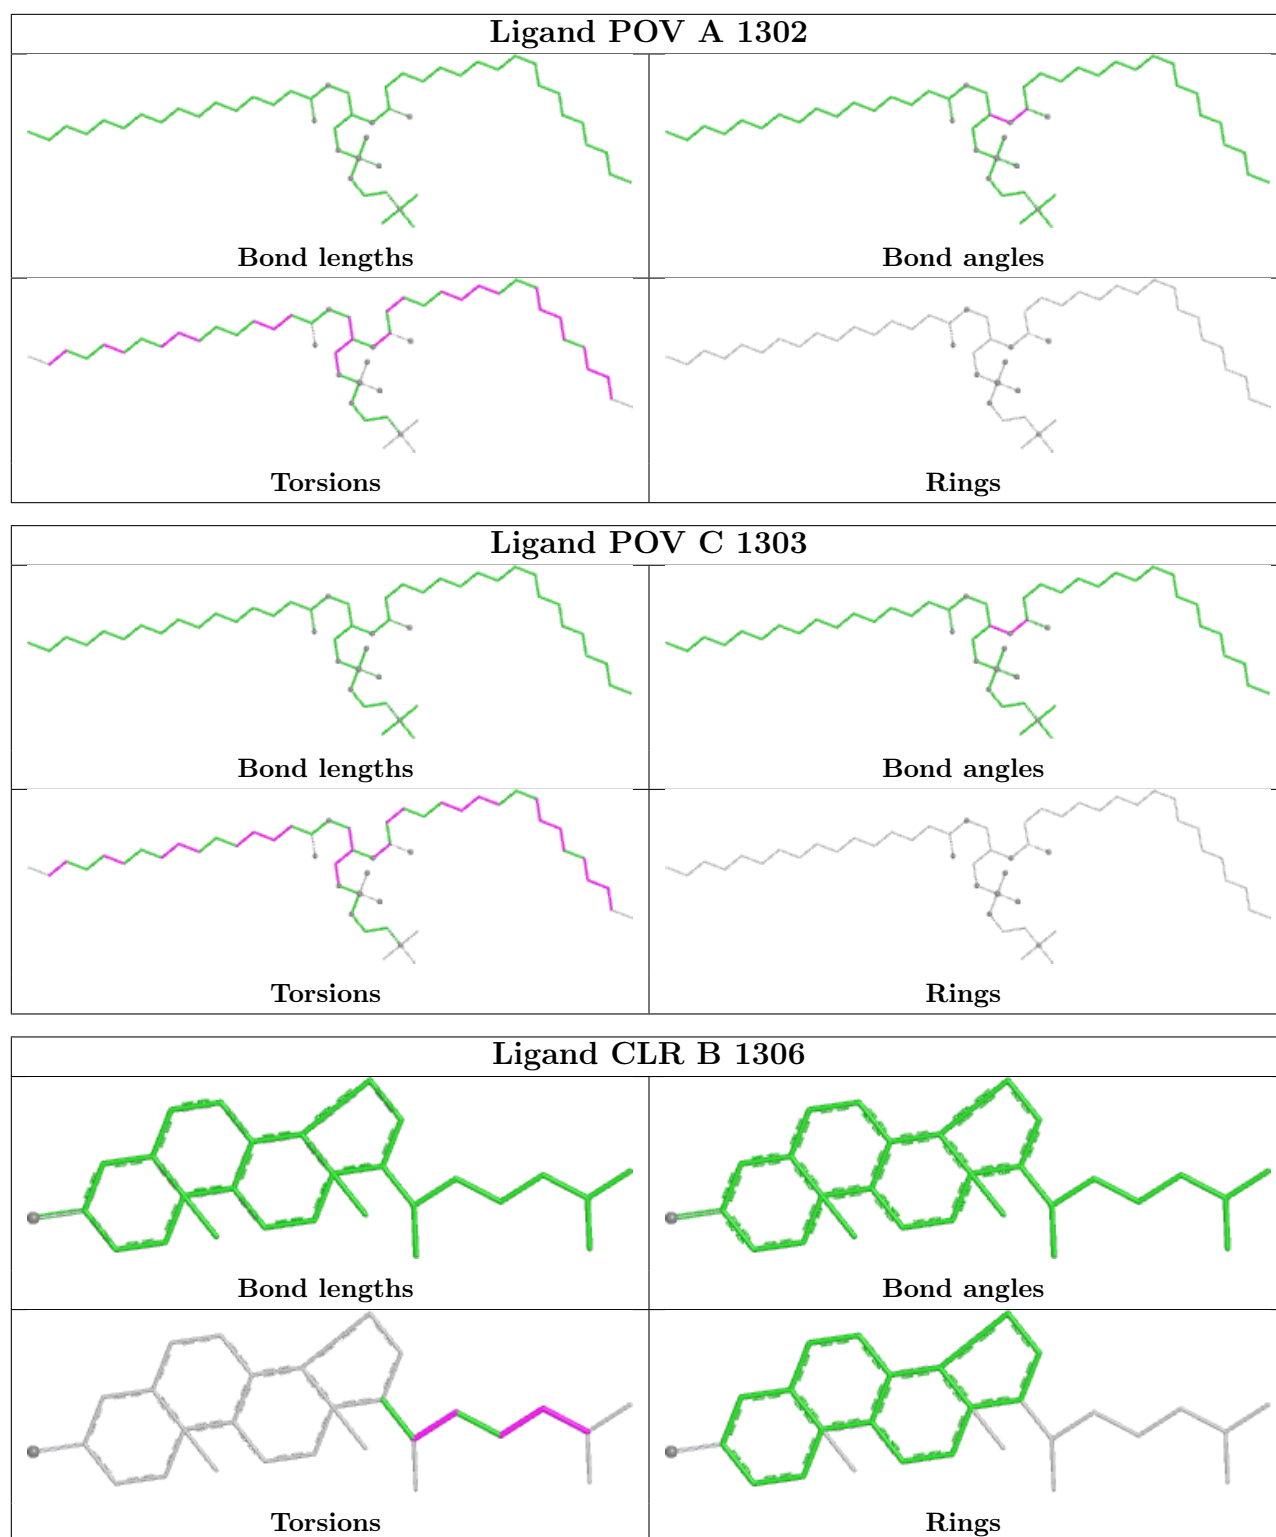 Ligand POV A 1302
Bond lengths
Bond angles
Torsions
Rings
Ligand POV C 1303
Bond lengths
Bond angles
Torsions
Rings
Ligand CLR B 1306
Bond lengths
Bond angles
Torsions
Rings